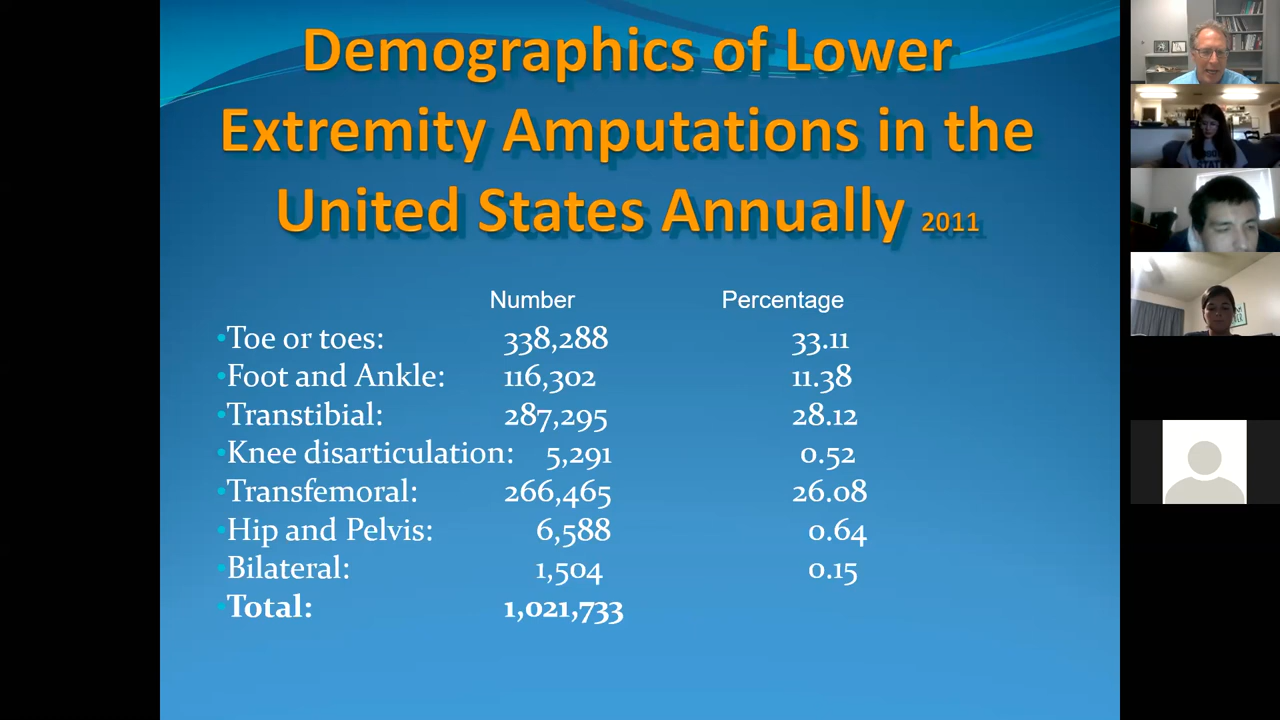 Demographics of Lower
Extremity Amputations in the
United States Annually 2011
Number Percentage
•Toe or toes: 338,288 33.11
•Foot and Ankle: 116,302 11.38
•Transtibial: 287,295 28.12
•Knee disarticulation: 5,291 0.52
•Transfemoral: 266,465 26.08
•Hip and Pelvis: 6,588 0.64
•Bilateral: 1,504 0.15
•Total: 1,021,733